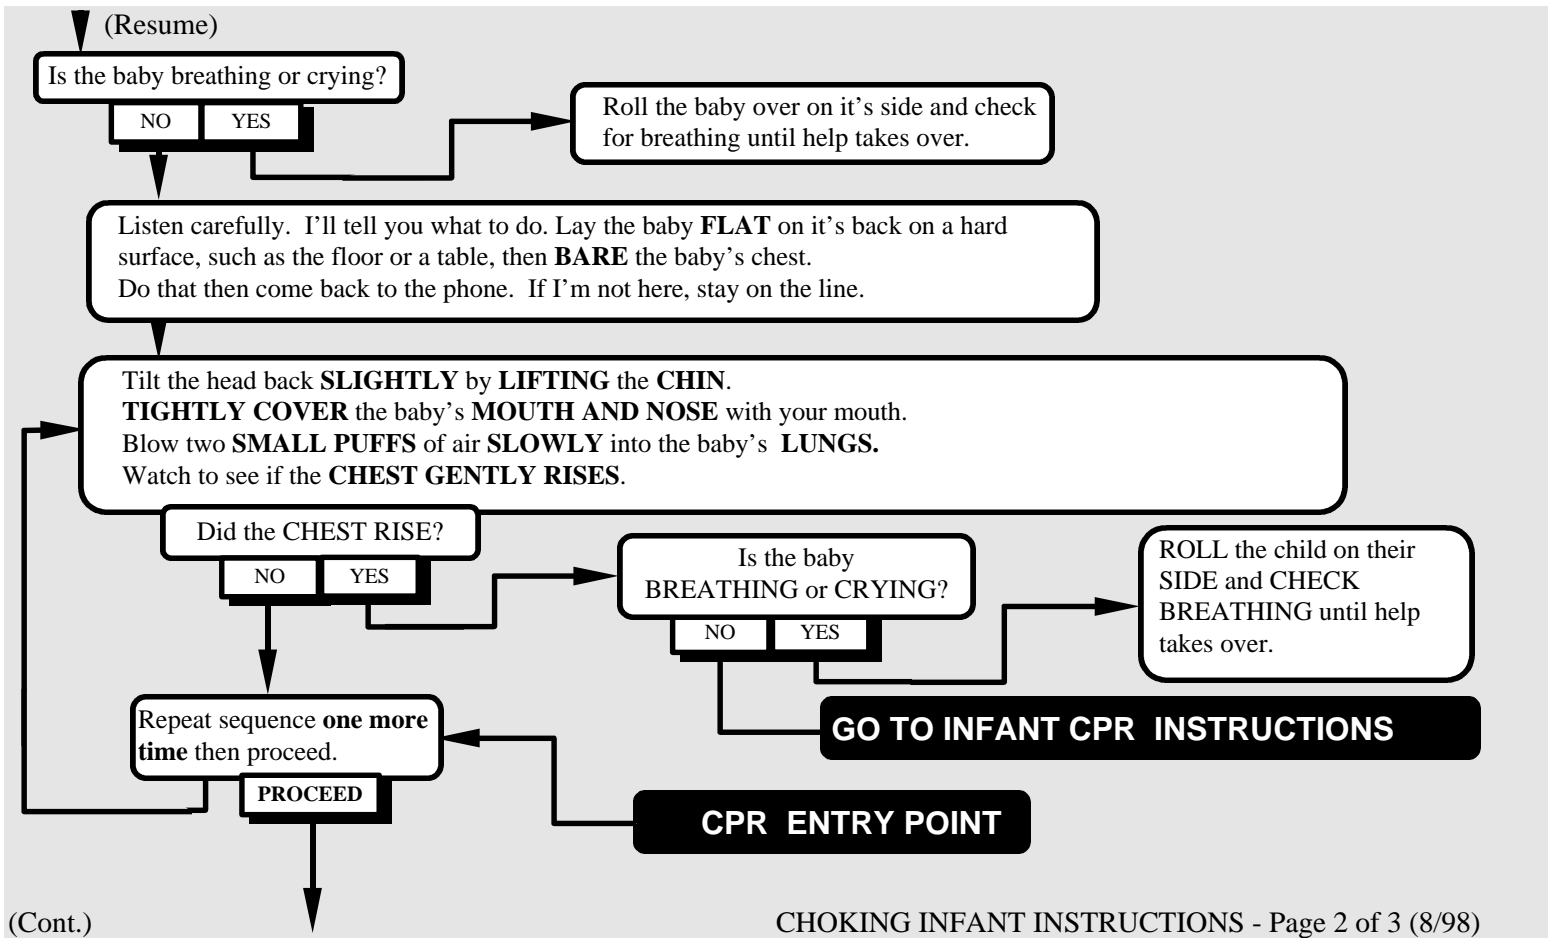 (Resume)
Is the baby breathing or crying?
NO YES
Roll the baby over on it's side and check
for breathing until help takes over.
Listen carefully.  I'll tell you what to do. Lay the baby FLAT on it's back on a hard
surface, such as the floor or a table, then BARE the baby's chest.
Do that then come back to the phone.  If I'm not here, stay on the line.
Tilt the head back SLIGHTLY by LIFTING the CHIN.
TIGHTLY COVER the baby's MOUTH AND NOSE with your mouth.
Blow two SMALL PUFFS of air SLOWLY into the baby's  LUNGS.
Watch to see if the CHEST GENTLY RISES.
Did the CHEST RISE?
NO YES
Is the baby
BREATHING or CRYING?
NO YES
ROLL the child on their
SIDE and CHECK
BREATHING until help
takes over.
GO TO INFANT CPR  INSTRUCTIONS
Repeat sequence one more
time then proceed.
PROCEED
CPR  ENTRY POINT
(Cont.)
CHOKING INFANT INSTRUCTIONS - Page 2 of 3 (8/98)